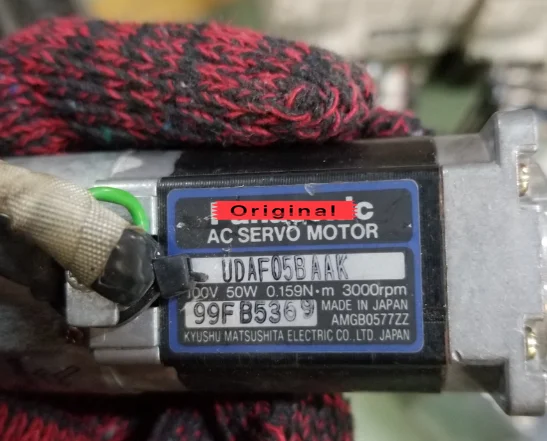 Original
AC SERVO MOTOR
UDAF05BAAK
100V 50W 0.159N·m 3000rpm
99FB5369 MADE IN JAPAN
AMGB0577ZZ
KYUSHU MATSUSHITA ELECTRIC CO.,LTD. JAPAN